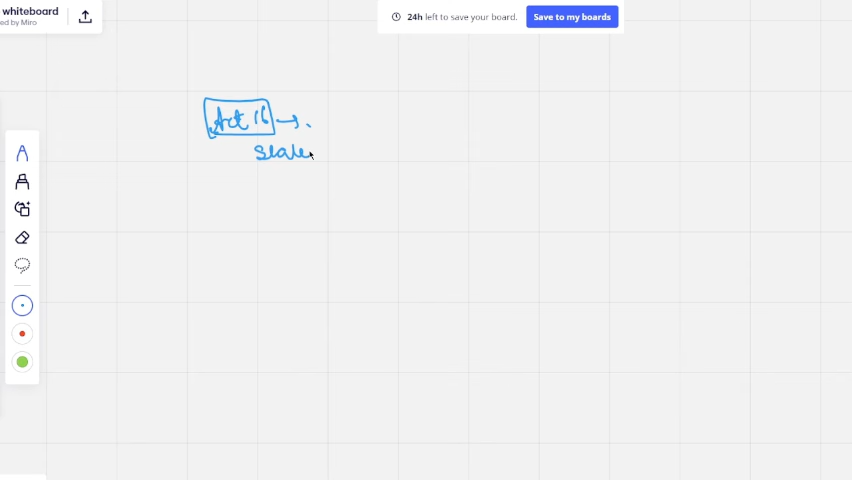 whiteboard
ed by Miro
24h left to save your board.
Save to my boards
Art 16 →
State